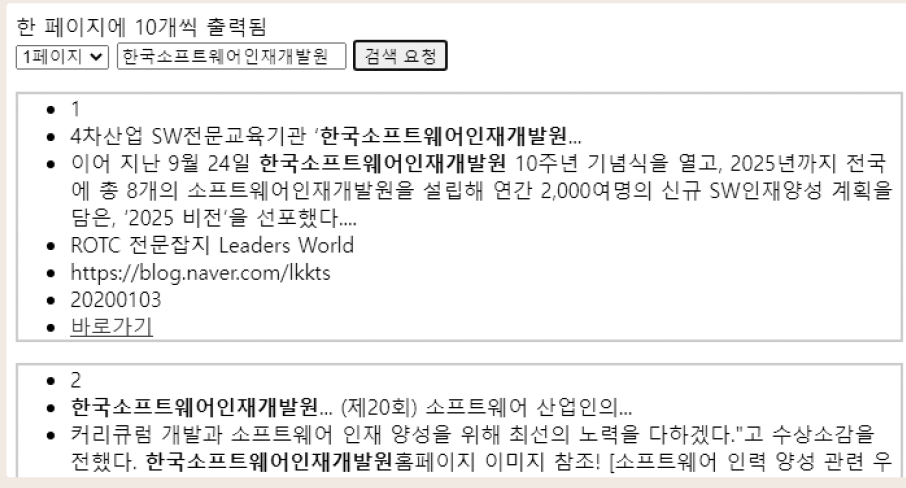 한 페이지에 10개씩 출력됨
1페이지 한국소프트웨어인재개발원 검색 요청
1
4차산업 SW전문교육기관 ‘한국소프트웨어인재개발원...
이어 지난 9월 24일 한국소프트웨어인재개발원 10주년 기념식을 열고, 2025년까지 전국
에 총 8개의 소프트웨어인재개발원을 설립해 연간 2,000여명의 신규 SW인재양성 계획을
담은, ‘2025 비전’을 선포했다....
ROTC 전문잡지 Leaders World
https://blog.naver.com/lkkts
20200103
바로가기
2
한국소프트웨어인재개발원... (제20회) 소프트웨어 산업인의...
커리큐럼 개발과 소프트웨어 인재 양성을 위해 최선의 노력을 다하겠다."고 수상소감을
전했다. 한국소프트웨어인재개발원홈페이지 이미지 참조! [소프트웨어 인력 양성 관련 우